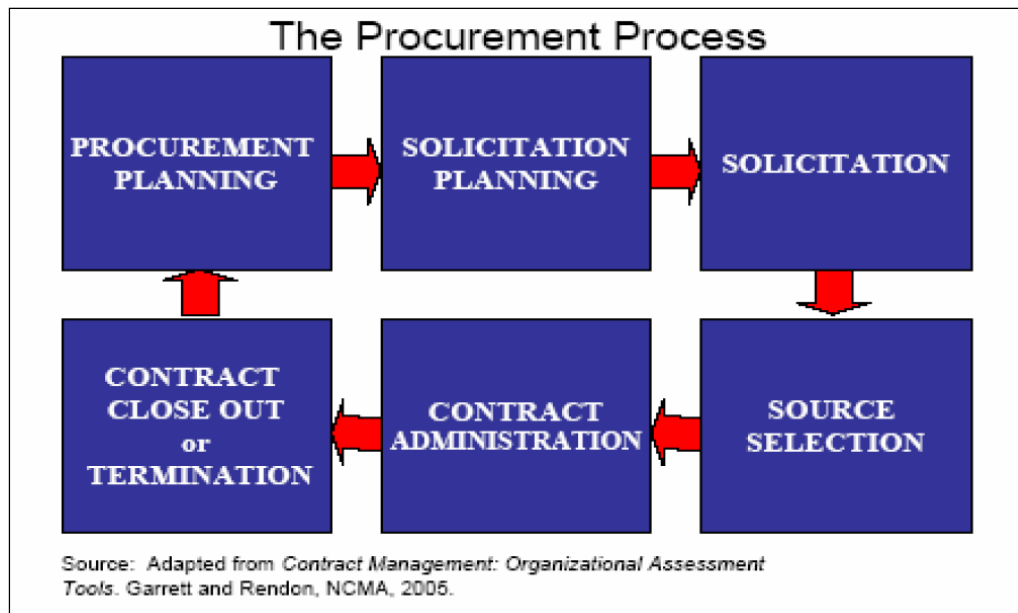 The Procurement Process
PROCUREMENT
PLANNING
SOLICITATION
PLANNING
SOLICITATION
CONTRACT
CLOSE OUT
or
TERMINATION
CONTRACT
ADMINISTRATION
SOURCE
SELECTION
Source:  Adapted from Contract Management: Organizational Assessment
Tools. Garrett and Rendon, NCMA, 2005.